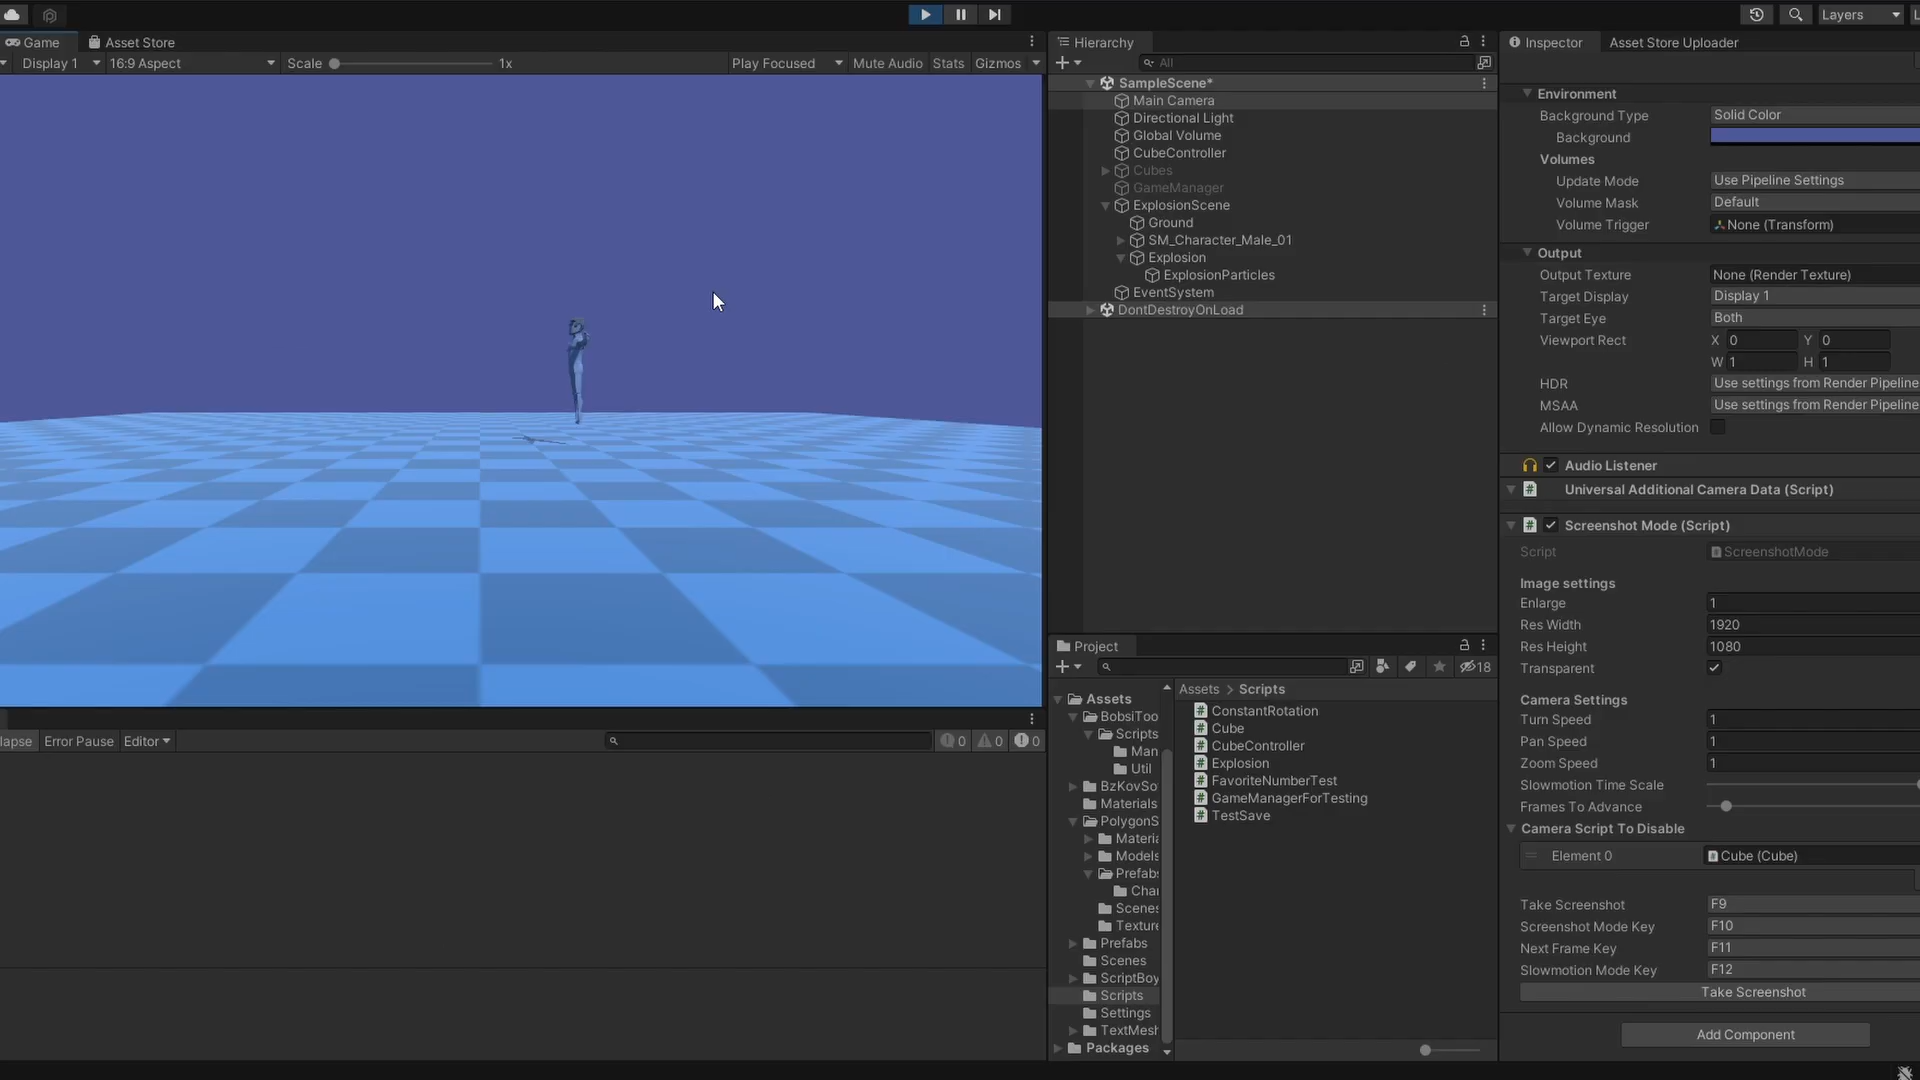 Layers
L
Game
Asset Store
Display 1
16:9 Aspect
Scale
1x
Play Focused
Mute Audio
Stats
Gizmos
lapse
Error Pause
Editor
0
0
0
Hierarchy
All
SampleScene*
Main Camera
Directional Light
Global Volume
CubeController
Cubes
GameManager
ExplosionScene
Ground
SM_Character_Male_01
Explosion
ExplosionParticles
EventSystem
DontDestroyOnLoad
Project
18
Assets
BobsiToo
Scripts
Man
Util
BzKovSo
Materials
PolygonS
Materia
Models
Prefabs
Char
Scenes
Texture
Prefabs
Scenes
ScriptBoy
Scripts
Settings
TextMesh
Packages
Assets > Scripts
ConstantRotation
Cube
CubeController
Explosion
FavoriteNumberTest
GameManagerForTesting
TestSave
Inspector
Asset Store Uploader
Environment
Background Type Solid Color
Background
Volumes
Update Mode Use Pipeline Settings
Volume Mask Default
Volume Trigger None (Transform)
Output
Output Texture None (Render Texture)
Target Display Display 1
Target Eye Both
Viewport Rect X 0 Y 0
W 1 H 1
HDR Use settings from Render Pipeline
MSAA Use settings from Render Pipeline
Allow Dynamic Resolution
Audio Listener
# Universal Additional Camera Data (Script)
# Screenshot Mode (Script)
Script ScreenshotMode
Image settings
Enlarge 1
Res Width 1920
Res Height 1080
Transparent
Camera Settings
Turn Speed 1
Pan Speed 1
Zoom Speed 1
Slowmotion Time Scale
Frames To Advance
Camera Script To Disable
Element 0 Cube (Cube)
Take Screenshot F9
Screenshot Mode Key F10
Next Frame Key F11
Slowmotion Mode Key F12
Take Screenshot
Add Component